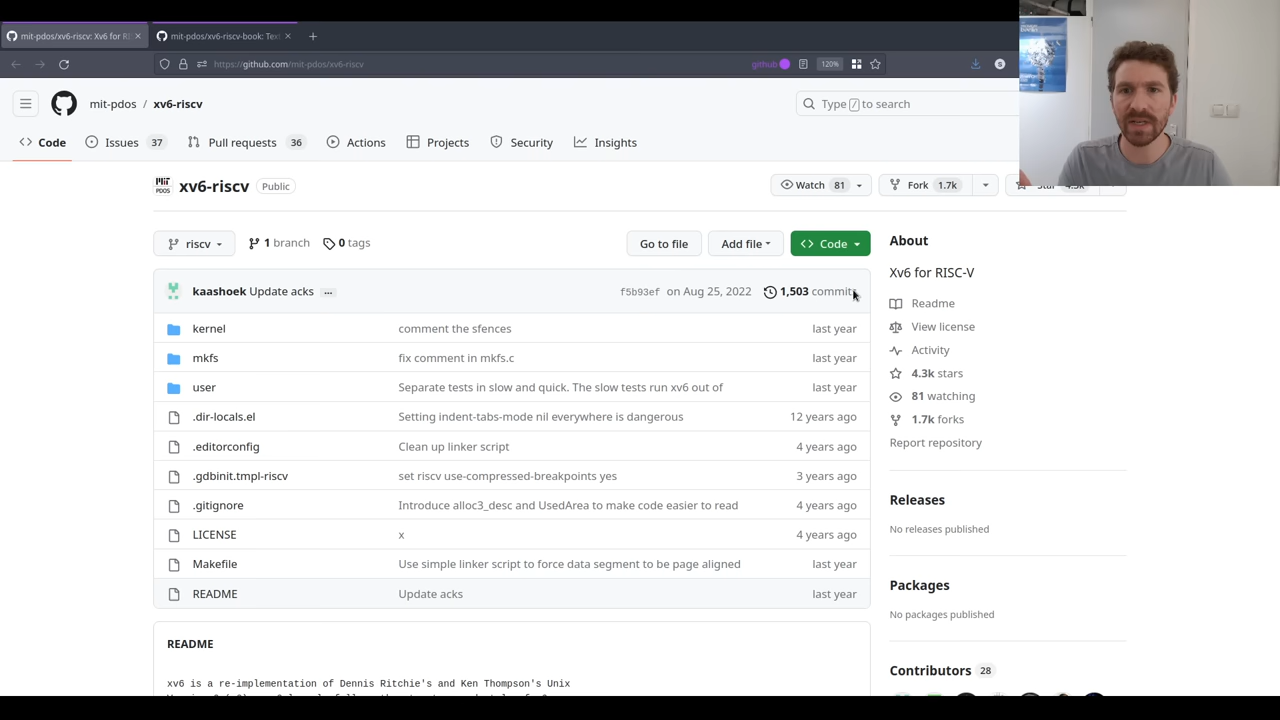 mit-pdos/xv6-riscv: Xv6 for R
mit-pdos/xv6-riscv-book: Tex
https://github.com/mit-pdos/xv6-riscv
github
120%
S
mit-pdos / xv6-riscv
Type / to search
Code
Issues 37
Pull requests 36
Actions
Projects
Security
Insights
MIT PDOS
xv6-riscv Public
Watch 81
Fork 1.7k
Star 4.3k
riscv
1 branch
0 tags
Go to file
Add file
Code
kaashoek Update acks ...
f5b93ef on Aug 25, 2022
1,503 commits
kernel comment the sfences last year
mkfs fix comment in mkfs.c last year
user Separate tests in slow and quick. The slow tests run xv6 out of last year
.dir-locals.el Setting indent-tabs-mode nil everywhere is dangerous 12 years ago
.editorconfig Clean up linker script 4 years ago
.gdbinit.tmpl-riscv set riscv use-compressed-breakpoints yes 3 years ago
.gitignore Introduce alloc3_desc and UsedArea to make code easier to read 4 years ago
LICENSE x 4 years ago
Makefile Use simple linker script to force data segment to be page aligned last year
README Update acks last year
README
xv6 is a re-implementation of Dennis Ritchie's and Ken Thompson's Unix
About
Xv6 for RISC-V
Readme
View license
Activity
4.3k stars
81 watching
1.7k forks
Report repository
Releases
No releases published
Packages
No packages published
Contributors 28